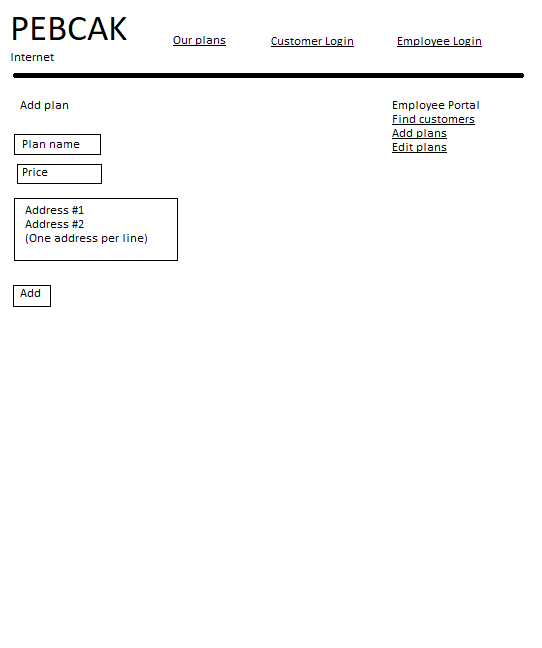 PEBCAK
Internet
Our plans
Customer Login
Employee Login
Add plan
Plan name
Price
Address #1
Address #2
(One address per line)
Add
Employee Portal
Find customers
Add plans
Edit plans